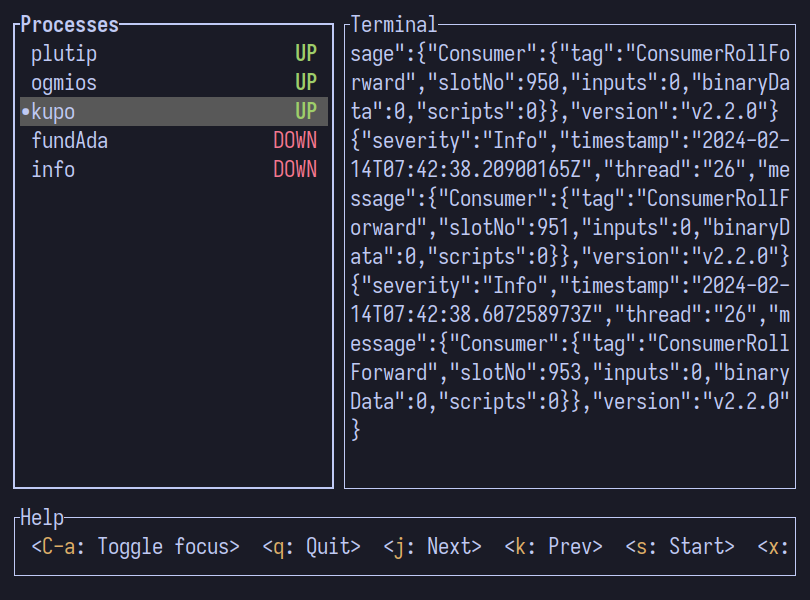 Processes
plutip UP
ogmios UP
•kupo UP
fundAda DOWN
info DOWN
Terminal
sage":{"Consumer":{"tag":"ConsumerRollFo
rward","slotNo":950,"inputs":0,"binaryDa
ta":0,"scripts":0}},"version":"v2.2.0"}
{"severity":"Info","timestamp":"2024-02-
14T07:42:38.20900165Z","thread":"26","me
ssage":{"Consumer":{"tag":"ConsumerRollF
orward","slotNo":951,"inputs":0,"binaryD
ata":0,"scripts":0}},"version":"v2.2.0"}
{"severity":"Info","timestamp":"2024-02-
14T07:42:38.607258973Z","thread":"26","m
essage":{"Consumer":{"tag":"ConsumerRoll
Forward","slotNo":953,"inputs":0,"binary
Data":0,"scripts":0}},"version":"v2.2.0"
}
Help
<C-a: Toggle focus> <q: Quit> <j: Next> <k: Prev> <s: Start> <x: